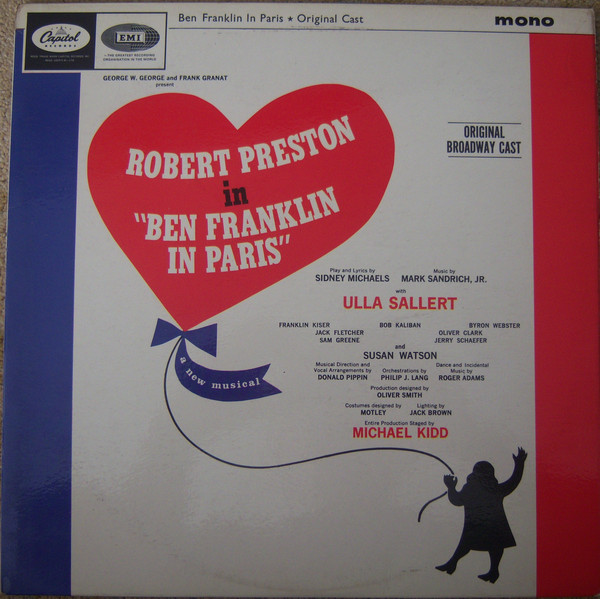 Ben Franklin In Paris ★ Original Cast
mono
Capitol
RECORDS
EMI
THE GREATEST RECORDING
ORGANISATION IN THE WORLD
GEORGE W. GEORGE and FRANK GRANAT
present
ROBERT PRESTON
in
"BEN FRANKLIN
IN PARIS"
a new musical
ORIGINAL
BROADWAY CAST
Play and Lyrics by Music by
SIDNEY MICHAELS MARK SANDRICH, JR.
with
ULLA SALLERT
FRANKLIN KISER BOB KALIBAN BYRON WEBSTER
JACK FLETCHER OLIVER CLARK
SAM GREENE JERRY SCHAEFER
and
SUSAN WATSON
Musical Direction and Orchestrations by Dance and Incidental
Vocal Arrangements by PHILIP J. LANG Music by
DONALD PIPPIN ROGER ADAMS
Production designed by
OLIVER SMITH
Costumes designed by Lighting by
MOTLEY JACK BROWN
Entire Production Staged by
MICHAEL KIDD